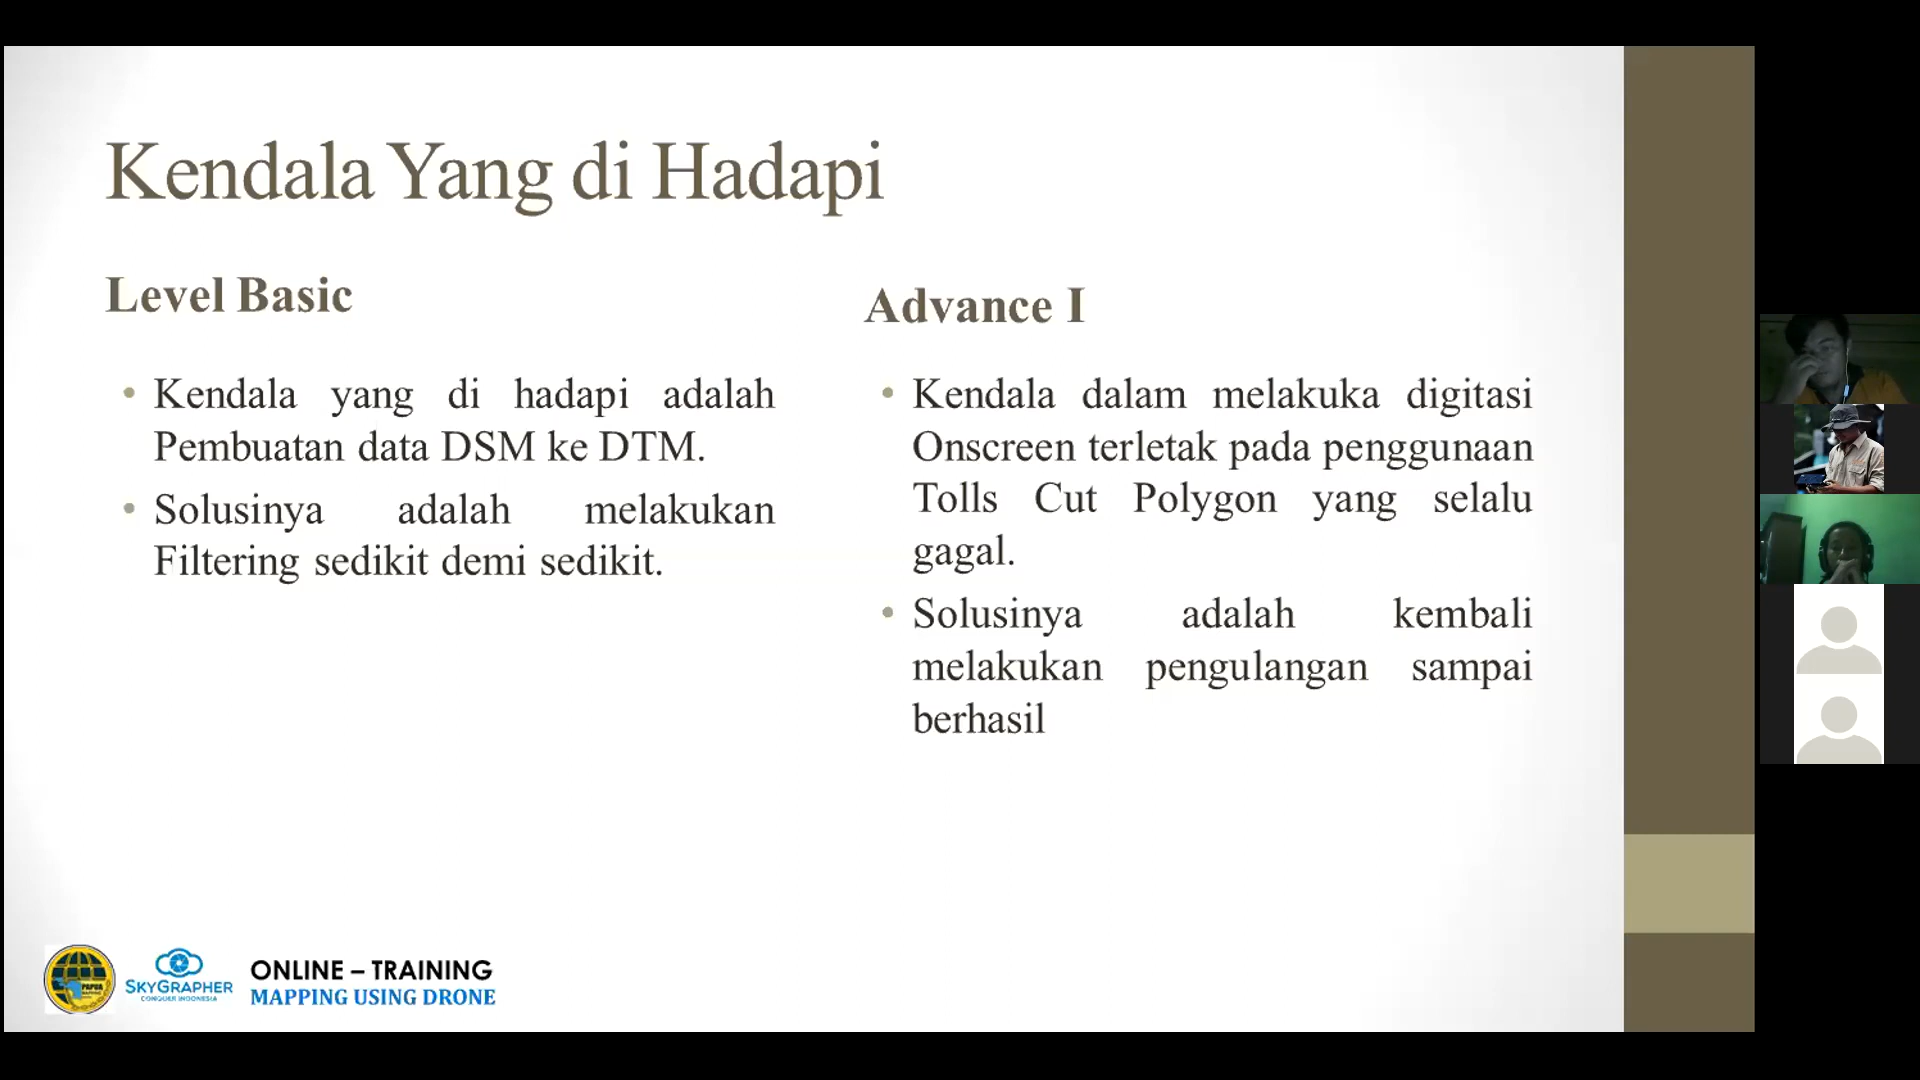 Kendala Yang di Hadapi
Level Basic
• Kendala yang di hadapi adalah
Pembuatan data DSM ke DTM.
• Solusinya adalah melakukan
Filtering sedikit demi sedikit.
Advance I
• Kendala dalam melakuka digitasi
Onscreen terletak pada penggunaan
Tolls Cut Polygon yang selalu
gagal.
• Solusinya adalah kembali
melakukan pengulangan sampai
berhasil
PAPUA
SKYGRAPHER
CONQUER INDONESIA
ONLINE – TRAINING
MAPPING USING DRONE